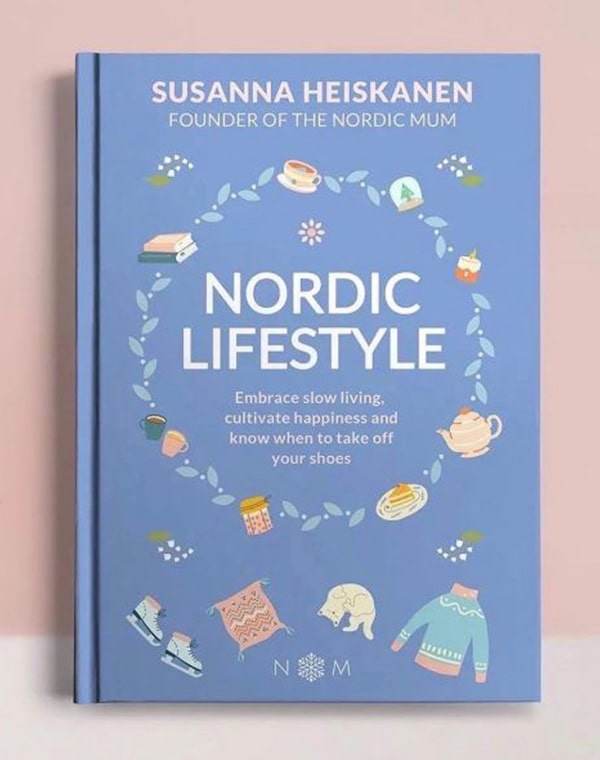 SUSANNA HEISKANEN
FOUNDER OF THE NORDIC MUM
NORDIC
LIFESTYLE
Embrace slow living,
cultivate happiness and
know when to take off
your shoes
N M